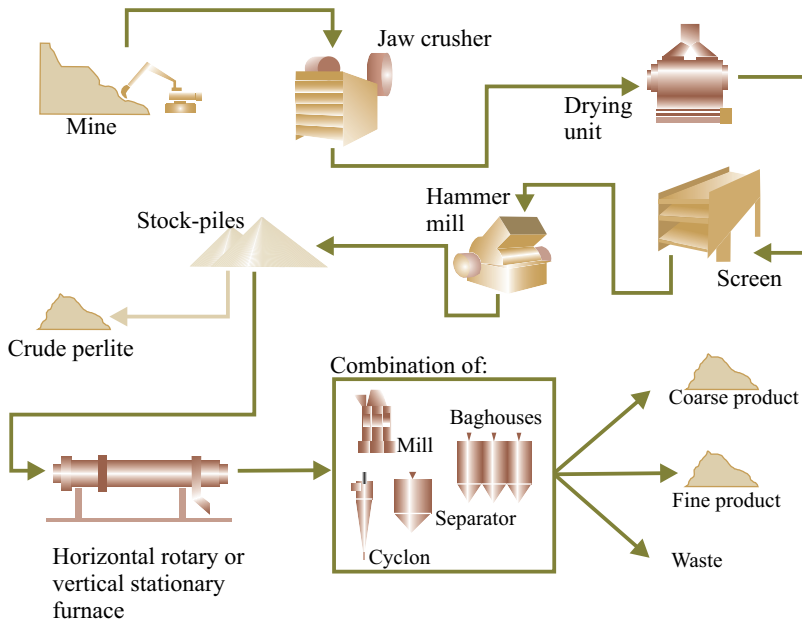 Jaw crusher
Mine
Drying
unit
Hammer
mill
Stock-piles
Screen
Crude perlite
Combination of:
Mill
Baghouses
Separator
Cyclon
Coarse product
Fine product
Waste
Horizontal rotary or
vertical stationary
furnace